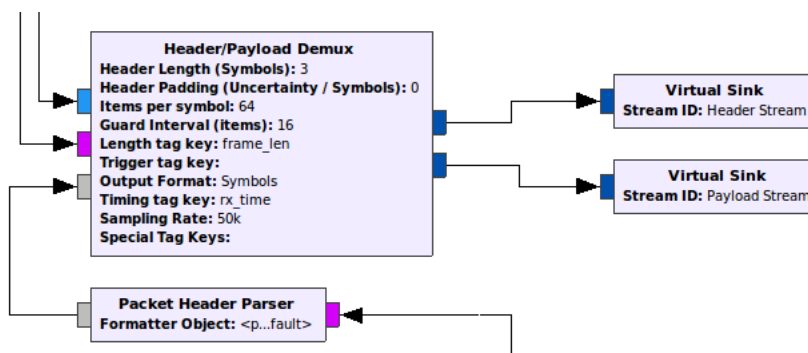 Header/Payload Demux
Header Length (Symbols): 3
Header Padding (Uncertainty / Symbols): 0
Items per symbol: 64
Guard Interval (items): 16
Length tag key: frame_len
Trigger tag key:
Output Format: Symbols
Timing tag key: rx_time
Sampling Rate: 50k
Special Tag Keys:
Virtual Sink
Stream ID: Header Stream
Virtual Sink
Stream ID: Payload Stream
Packet Header Parser
Formatter Object: <p...fault>